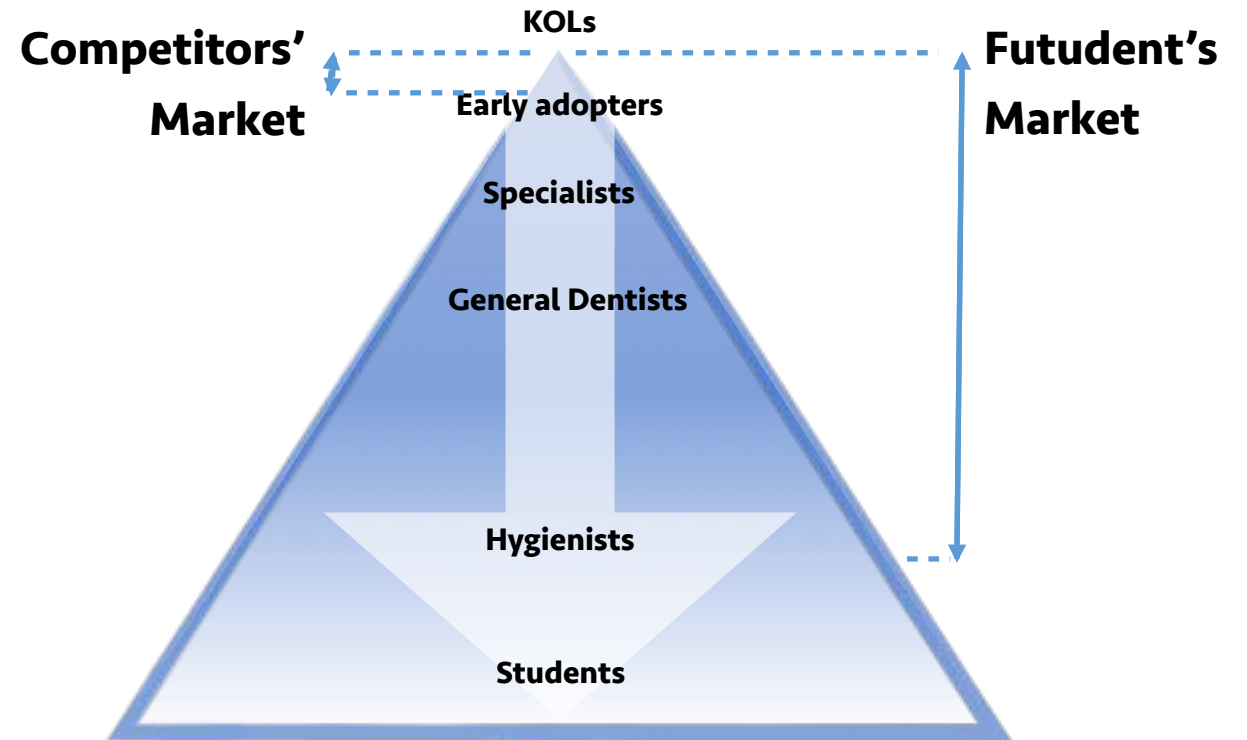 KOLs
Competitors’
Market
Futudent’s
Market
Early adopters
Specialists
General Dentists
Hygienists
Students